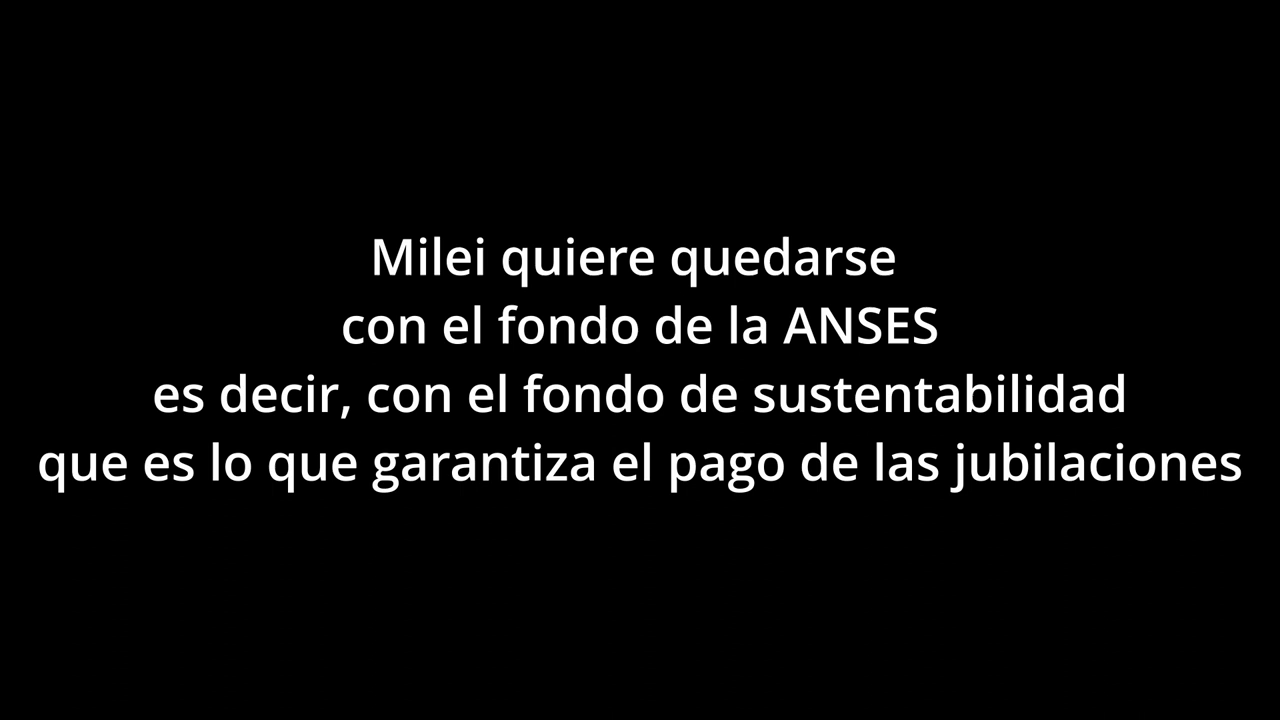 Milei quiere quedarse
con el fondo de la ANSES
es decir, con el fondo de sustentabilidad
que es lo que garantiza el pago de las jubilaciones